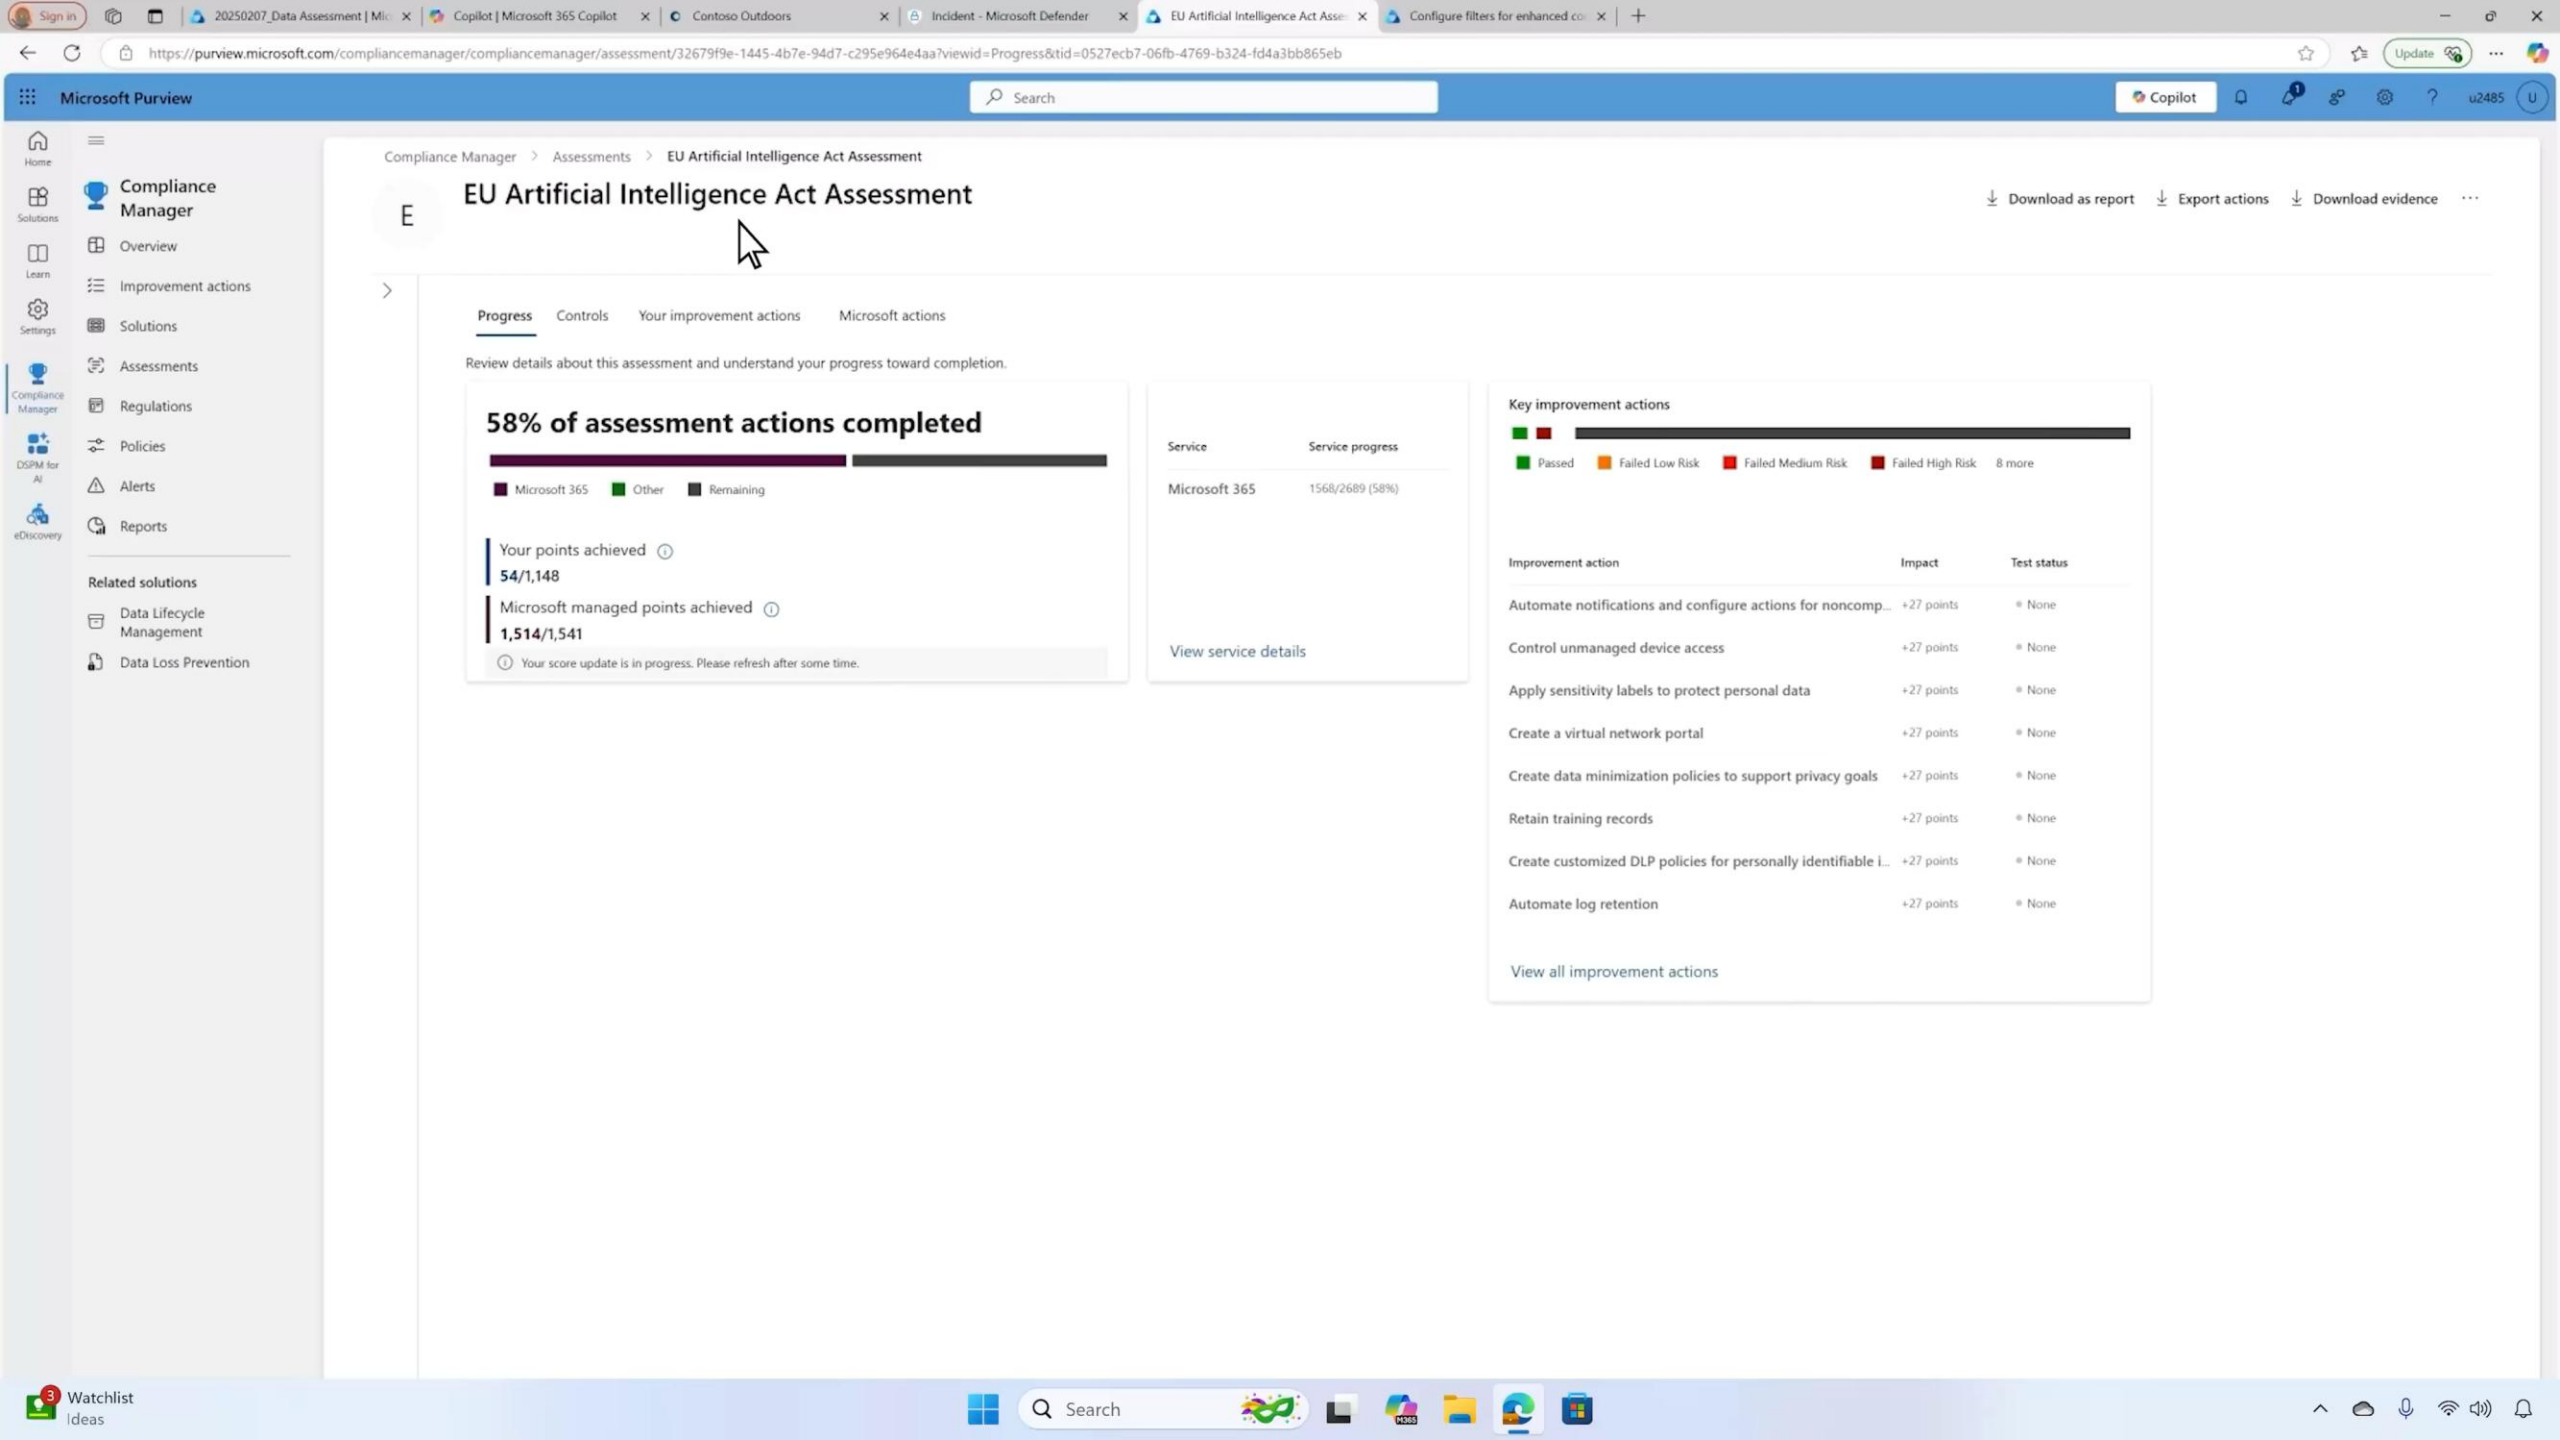 Sign in
20250207_Data Assessment | Mic
Copilot | Microsoft 365 Copilot
Contoso Outdoors
Incident - Microsoft Defender
EU Artificial Intelligence Act Asse
Configure filters for enhanced co
https://purview.microsoft.com/compliancemanager/compliancemanager/assessment/32679f9e-1445-4b7e-94d7-c295e964e4aa?viewid=Progress&tid=0527ecb7-06fb-4769-b324-fd4a3bb865eb
Update
Microsoft Purview
Search
Copilot
1
u2485
U
Home
Solutions
Learn
Settings
Compliance
Manager
DSPM for
AI
eDiscovery
Compliance
Manager
Overview
Improvement actions
Solutions
Assessments
Regulations
Policies
Alerts
Reports
Related solutions
Data Lifecycle
Management
Data Loss Prevention
Compliance Manager > Assessments > EU Artificial Intelligence Act Assessment
E
EU Artificial Intelligence Act Assessment
Download as report
Export actions
Download evidence
Progress
Controls
Your improvement actions
Microsoft actions
Review details about this assessment and understand your progress toward completion.
58% of assessment actions completed
Microsoft 365
Other
Remaining
Your points achieved
54/1,148
Microsoft managed points achieved
1,514/1,541
Your score update is in progress. Please refresh after some time.
Service
Service progress
Microsoft 365
1568/2689 (58%)
View service details
Key improvement actions
Passed
Failed Low Risk
Failed Medium Risk
Failed High Risk
8 more
Improvement action
Impact
Test status
Automate notifications and configure actions for noncomp... +27 points None
Control unmanaged device access +27 points None
Apply sensitivity labels to protect personal data +27 points None
Create a virtual network portal +27 points None
Create data minimization policies to support privacy goals +27 points None
Retain training records +27 points None
Create customized DLP policies for personally identifiable i... +27 points None
Automate log retention +27 points None
View all improvement actions
3
Watchlist
Ideas
Search
M365